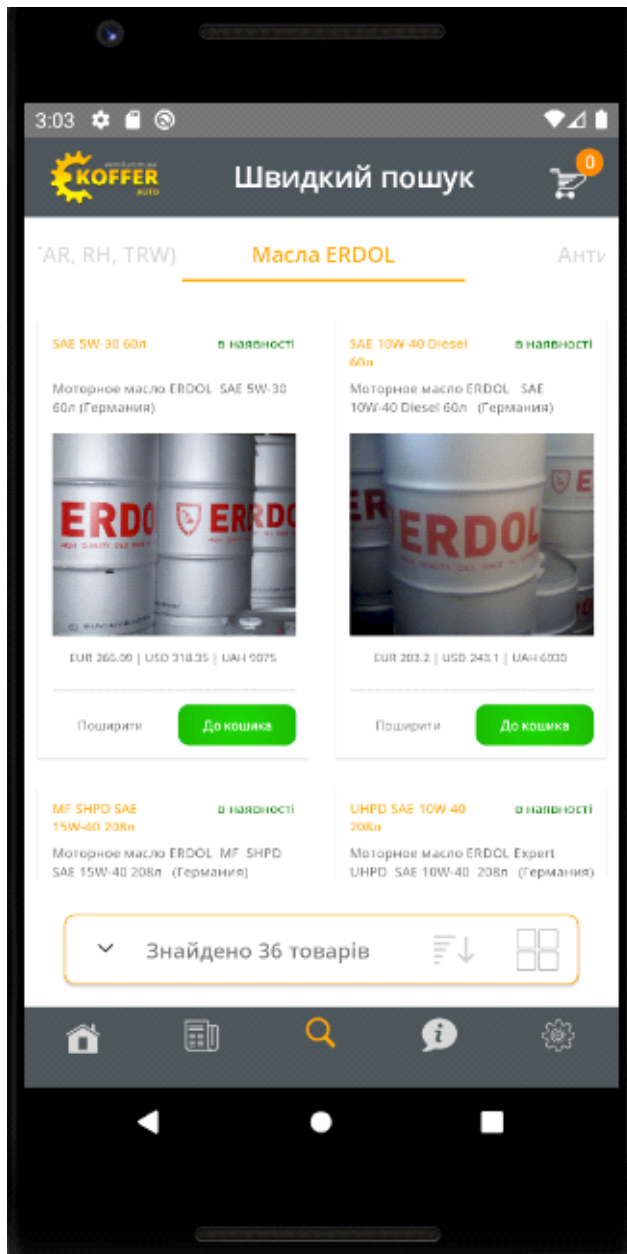 3:03
KOFFER
AUTO
Швидкий пошук
0
AR, RH, TRW)
Масла ERDOL
Анти
SAE 5W-30 60л
в наявності
Моторное масло ERDOL SAE 5W-30
60л (Германия)
ERDO
ERDO
EUR 266.09 | USD 318.35 | UAH 9075
Поширити
До кошика
SAE 10W-40 Diesel
60л
в наявності
Моторное масло ERDOL SAE
10W-40 Diesel 60л (Германия)
ER
ERDOL
E
EUR 203.2 | USD 243.1 | UAH 6930
Поширити
До кошика
MF SHPD SAE
15W-40 208л
в наявності
Моторное масло ERDOL MF SHPD
SAE 15W-40 208л (Германия)
UHPD SAE 10W-40
208л
в наявності
Моторное масло ERDOL Expert
UHPD SAE 10W-40 208л (Германия)
Знайдено 36 товарів